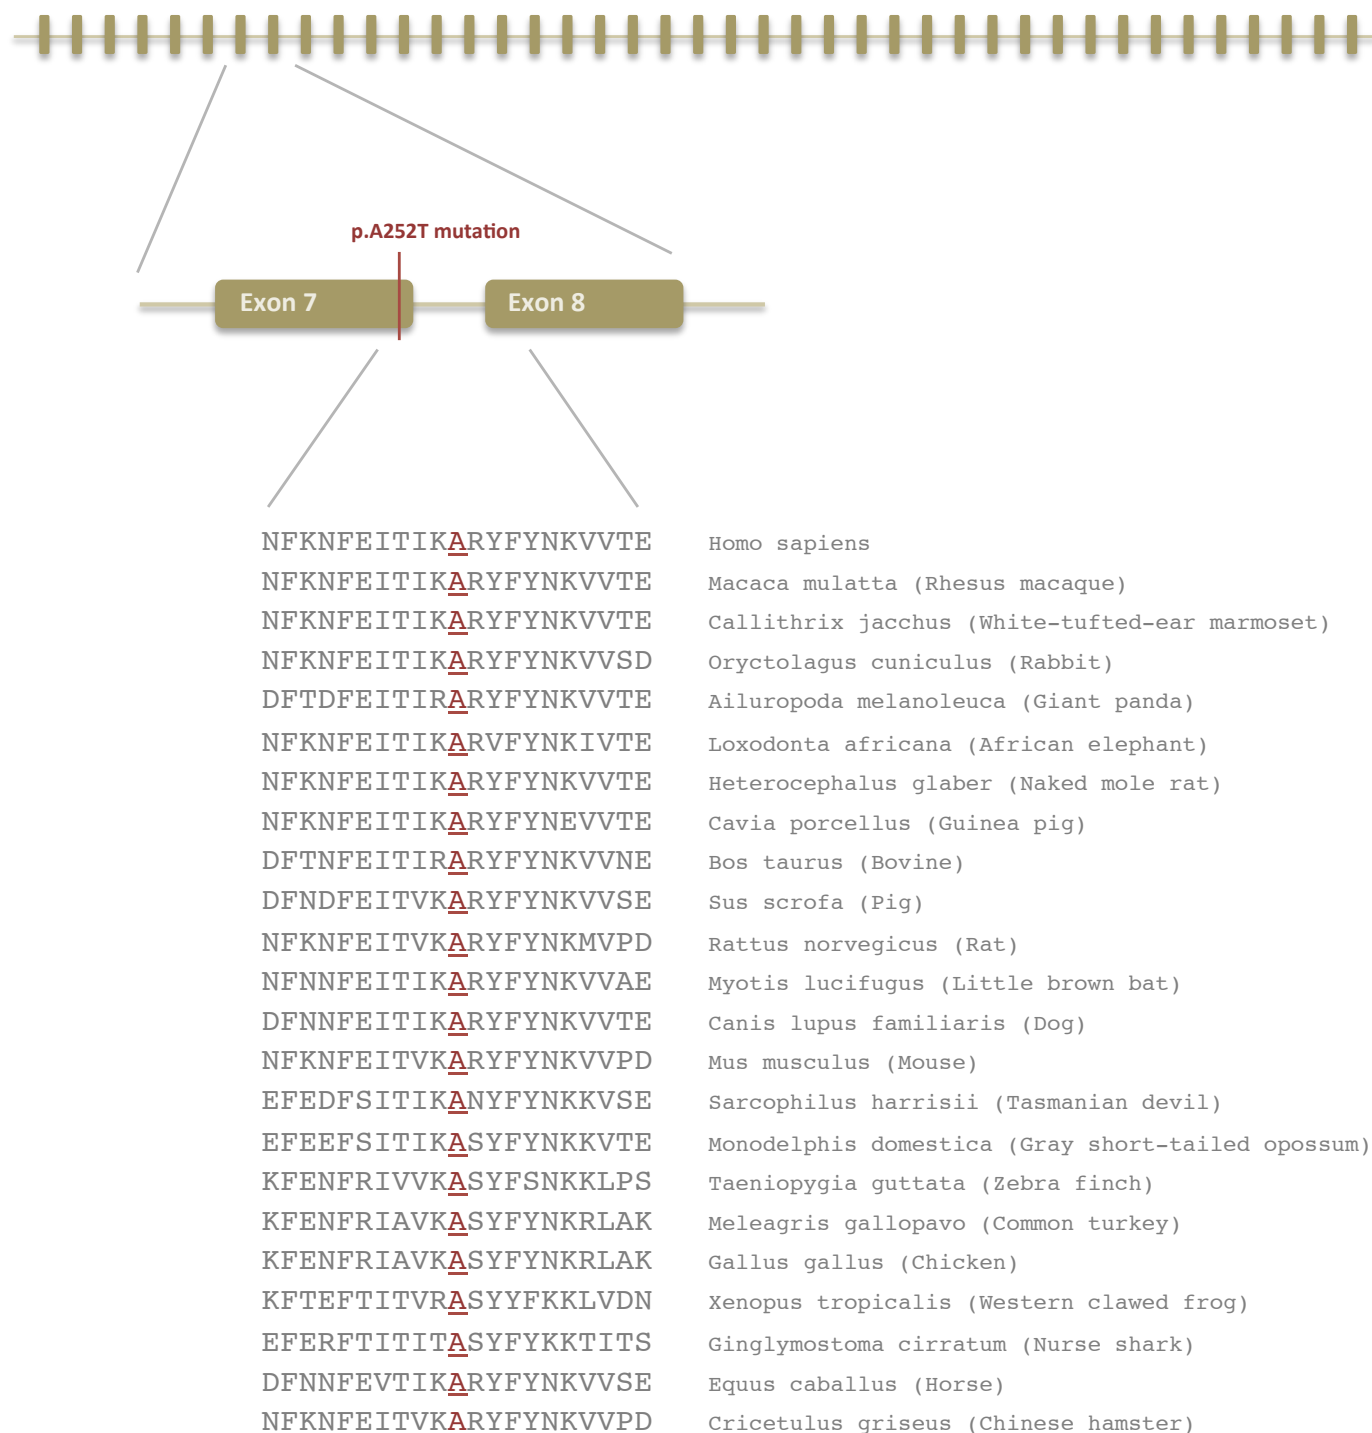 p.A252T mutation
Exon 7 Exon 8
NFKNFEITIKARYFYNKVVTE Homo sapiens
NFKNFEITIKARYFYNKVVTE Macaca mulatta (Rhesus macaque)
NFKNFEITIKARYFYNKVVTE Callithrix jacchus (White-tufted-ear marmoset)
NFKNFEITIKARYFYNKVVSD Oryctolagus cuniculus (Rabbit)
DFTDFEITIRARYFYNKVVTE Ailuropoda melanoleuca (Giant panda)
NFKNFEITIKARVFYNKIVTE Loxodonta africana (African elephant)
NFKNFEITIKARYFYNKVVTE Heterocephalus glaber (Naked mole rat)
NFKNFEITIKARYFYNEVVTE Cavia porcellus (Guinea pig)
DFTNFEITIRARYFYNKVVNE Bos taurus (Bovine)
DFNDFEITVKARYFYNKVVSE Sus scrofa (Pig)
NFKNFEITVKARYFYNKMVPD Rattus norvegicus (Rat)
NFNNFEITIKARYFYNKVVAE Myotis lucifugus (Little brown bat)
DFNNFEITIKARYFYNKVVTE Canis lupus familiaris (Dog)
NFKNFEITVKARYFYNKVVPD Mus musculus (Mouse)
EFEDFSITIKANYFYNKKVSE Sarcophilus harrisii (Tasmanian devil)
EFEEFSITIKASYFYNKKVTE Monodelphis domestica (Gray short-tailed opossum)
KFENFRIVVKASYFSNKKLPS Taeniopygia guttata (Zebra finch)
KFENFRIAVKASYFYNKRLAK Meleagris gallopavo (Common turkey)
KFENFRIAVKASYFYNKRLAK Gallus gallus (Chicken)
KFTEFTITVRASYYFKKLVDN Xenopus tropicalis (Western clawed frog)
EFERFTITITASYFYKKTITS Ginglymostoma cirratum (Nurse shark)
DFNNFEVTIKARYFYNKVVSE Equus caballus (Horse)
NFKNFEITVKARYFYNKVVPD Cricetulus griseus (Chinese hamster)